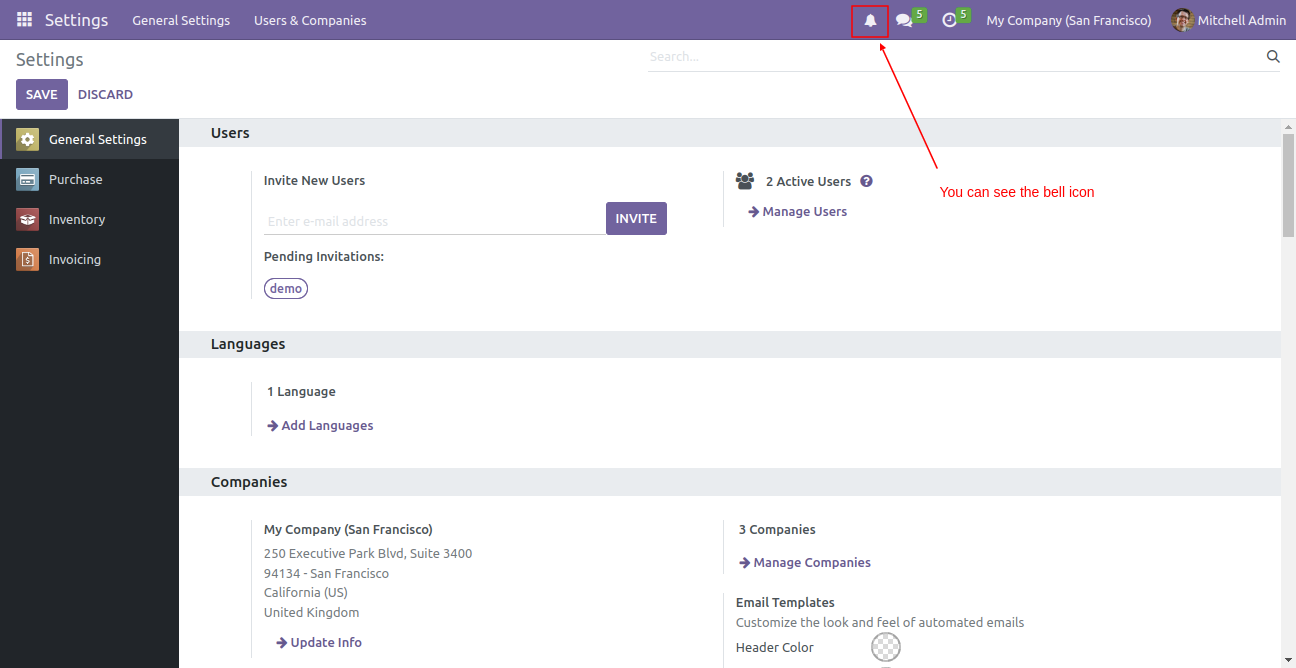 Settings General Settings Users & Companies 5 5 My Company (San Francisco) Mitchell Admin
Settings
Search...
SAVE DISCARD
General Settings
Purchase
Inventory
Invoicing
Users
Invite New Users
Enter e-mail address
INVITE
Pending Invitations:
demo
2 Active Users ?
Manage Users
You can see the bell icon
Languages
1 Language
Add Languages
Companies
My Company (San Francisco)
250 Executive Park Blvd, Suite 3400
94134 - San Francisco
California (US)
United Kingdom
Update Info
3 Companies
Manage Companies
Email Templates
Customize the look and feel of automated emails
Header Color